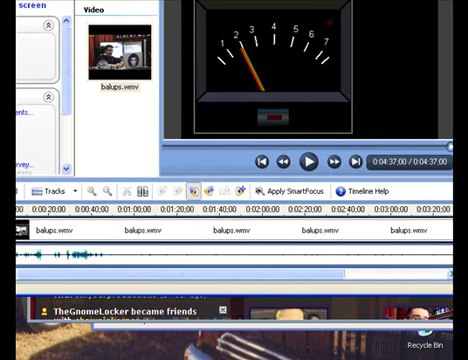 screen
Video
1 2 3 4 5 6 7
balups.wmv
ents...
ey...
0:04:37;00 / 0:04:37;00
Tracks
Apply SmartFocus
Timeline Help
0:00:20;00 0:00:40;00 0:01:00;00 0:01:20;00 0:01:40;00 0:02:00;00 0:02:20;00 0:02:40;00 0:03:00;00 0:03:20;00
balups.wmv balups.wmv balups.wmv balups.wmv balups.wmv
TheGnomeLocker became friends
with
Recycle Bin